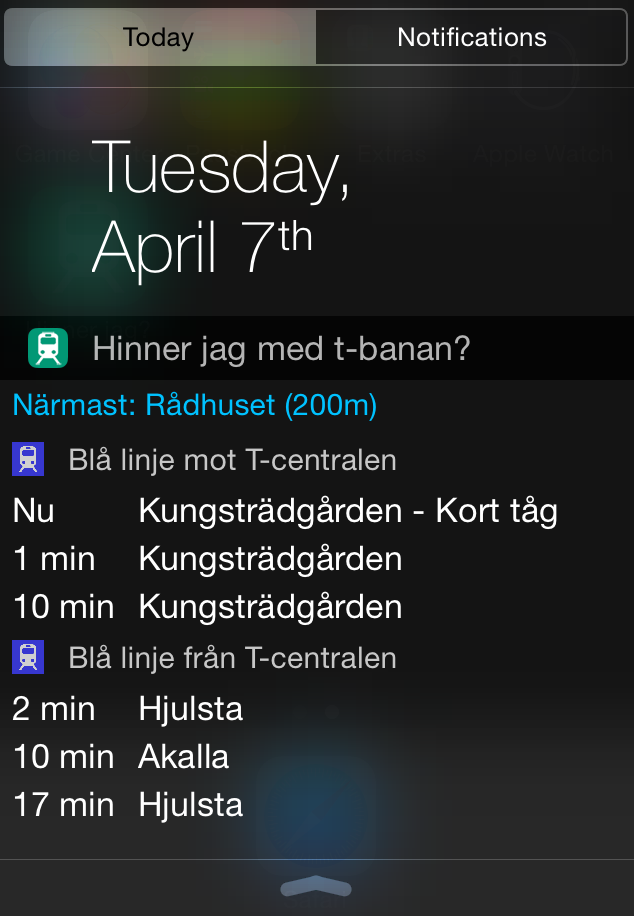 Today Notifications
Tuesday,
April 7th
Hinner jag med t-banan?
Närmast: Rådhuset (200m)
Blå linje mot T-centralen
Nu Kungsträdgården - Kort tåg
1 min Kungsträdgården
10 min Kungsträdgården
Blå linje från T-centralen
2 min Hjulsta
10 min Akalla
17 min Hjulsta